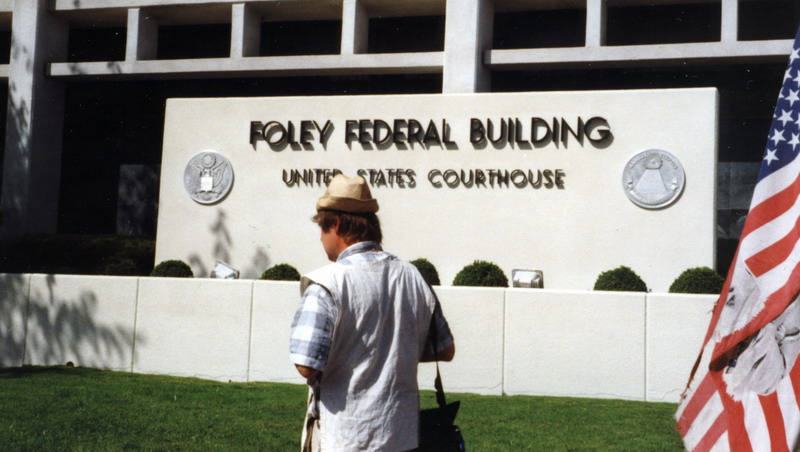 FOLEY FEDERAL BUILDING
UNITED STATES COURTHOUSE